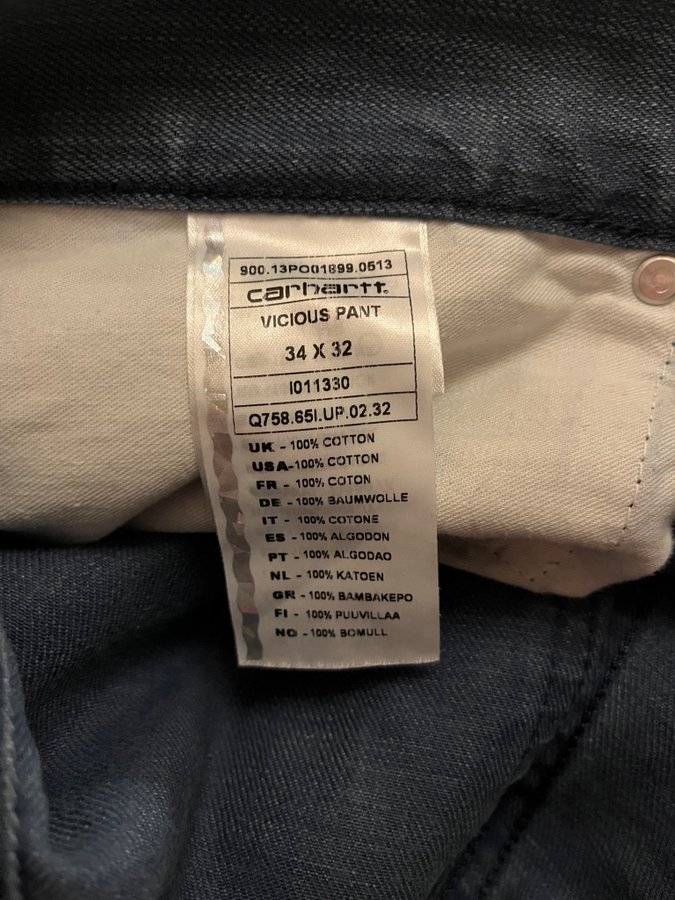 900.13PO01899.0513
carhartt.
VICIOUS PANT
34 X 32
I011330
Q758.65I.UP.02.32
UK - 100% COTTON
USA-100% COTTON
FR - 100% COTON
DE - 100% BAUMWOLLE
IT - 100% COTONE
ES - 100% ALGODON
PT - 100% ALGODAO
NL - 100% KATOEN
GR - 100% BAMBAKEPO
FI - 100% PUUVILLAA
NO - 100% BOMULL